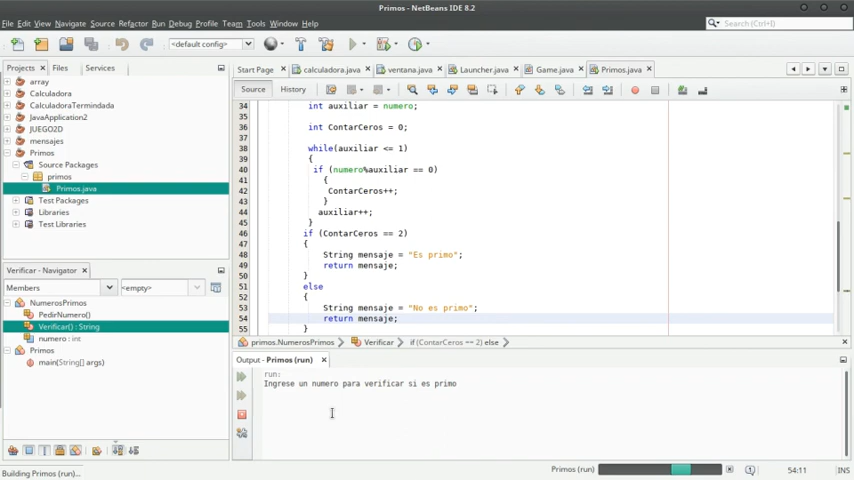 Primos - NetBeans IDE 8.2
File Edit View Navigate Source Refactor Run Debug Profile Team Tools Window Help
Search (Ctrl+I)
<default config>
Projects Files Services
Start Page calculadora.java ventana.java Launcher.java Game.java Primos.java
Source History
array
Calculadora
CalculadoraTermindada
JavaApplication2
JUEGO2D
mensajes
Primos
Source Packages
primos
Primos.java
Test Packages
Libraries
Test Libraries
34 int auxiliar = numero;
35
36 int ContarCeros = 0;
37
38 while(auxiliar <= 1)
39 {
40 if (numero%auxiliar == 0)
41 {
42 ContarCeros++;
43 }
44 auxiliar++;
45 }
46 if (ContarCeros == 2)
47 {
48 String mensaje = "Es primo";
49 return mensaje;
50 }
51 else
52 {
53 String mensaje = "No es primo";
54 return mensaje;
55 }
Verificar - Navigator
Members <empty>
NumerosPrimos
PedirNumero()
Verificar() : String
numero : int
Primos
main(String[] args)
primos.NumerosPrimos Verificar if (ContarCeros == 2) else
Output - Primos (run)
run:
Ingrese un numero para verificar si es primo
Building Primos (run)...
Primos (run) 54:11 INS